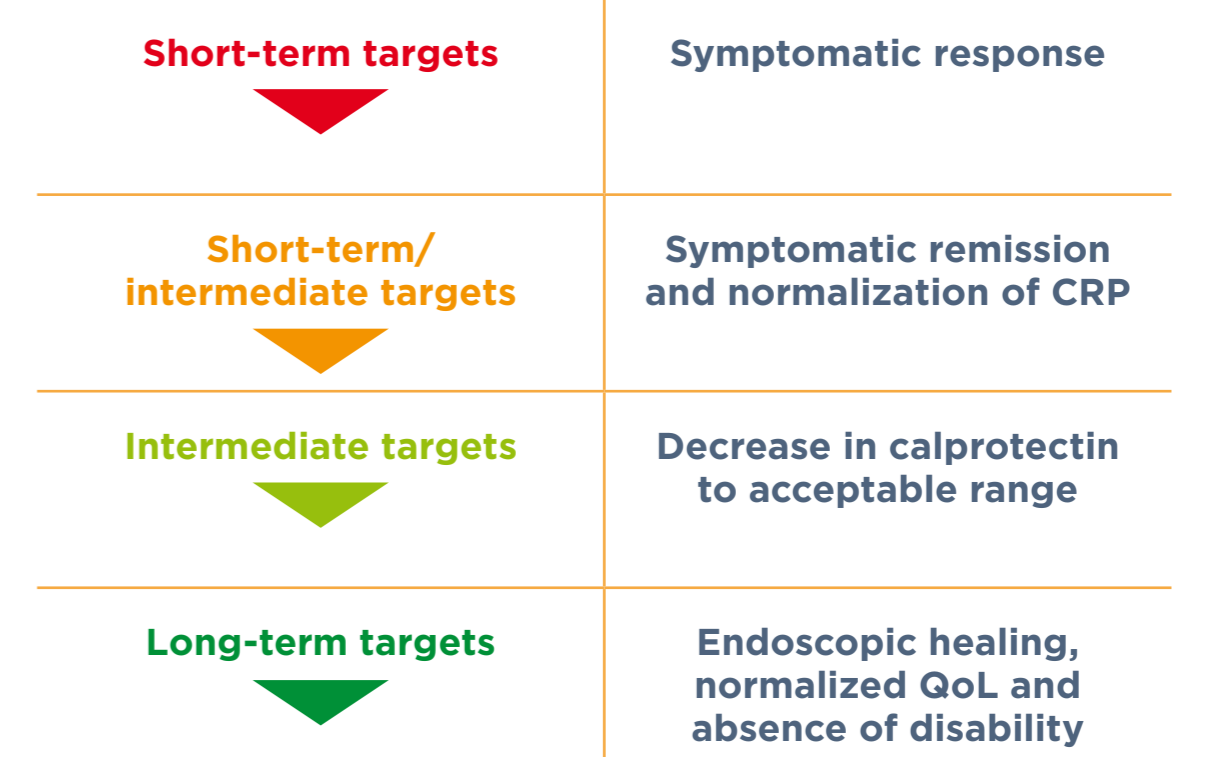 Short-term targets
Symptomatic response
Short-term/
intermediate targets
Symptomatic remission
and normalization of CRP
Intermediate targets
Decrease in calprotectin
to acceptable range
Long-term targets
Endoscopic healing,
normalized QoL and
absence of disability